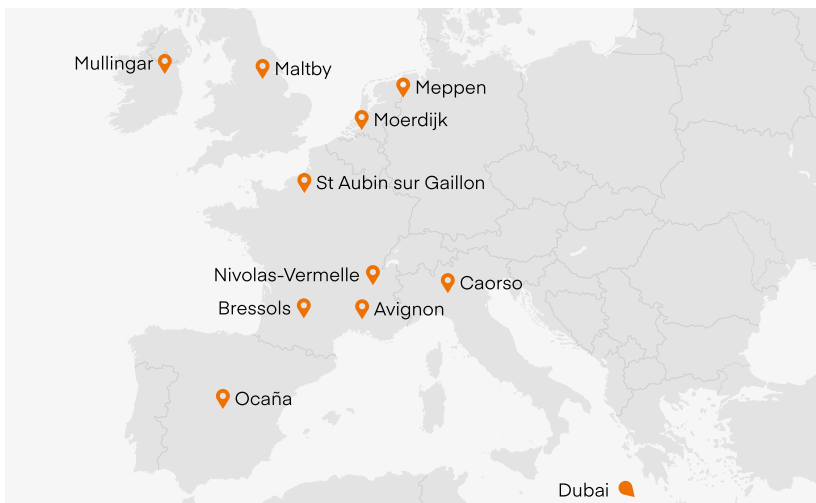 Mullingar
Maltby
Meppen
Moerdijk
St Aubin sur Gaillon
Nivolas-Vermelle
Caorso
Bressols
Avignon
Ocaña
Dubai